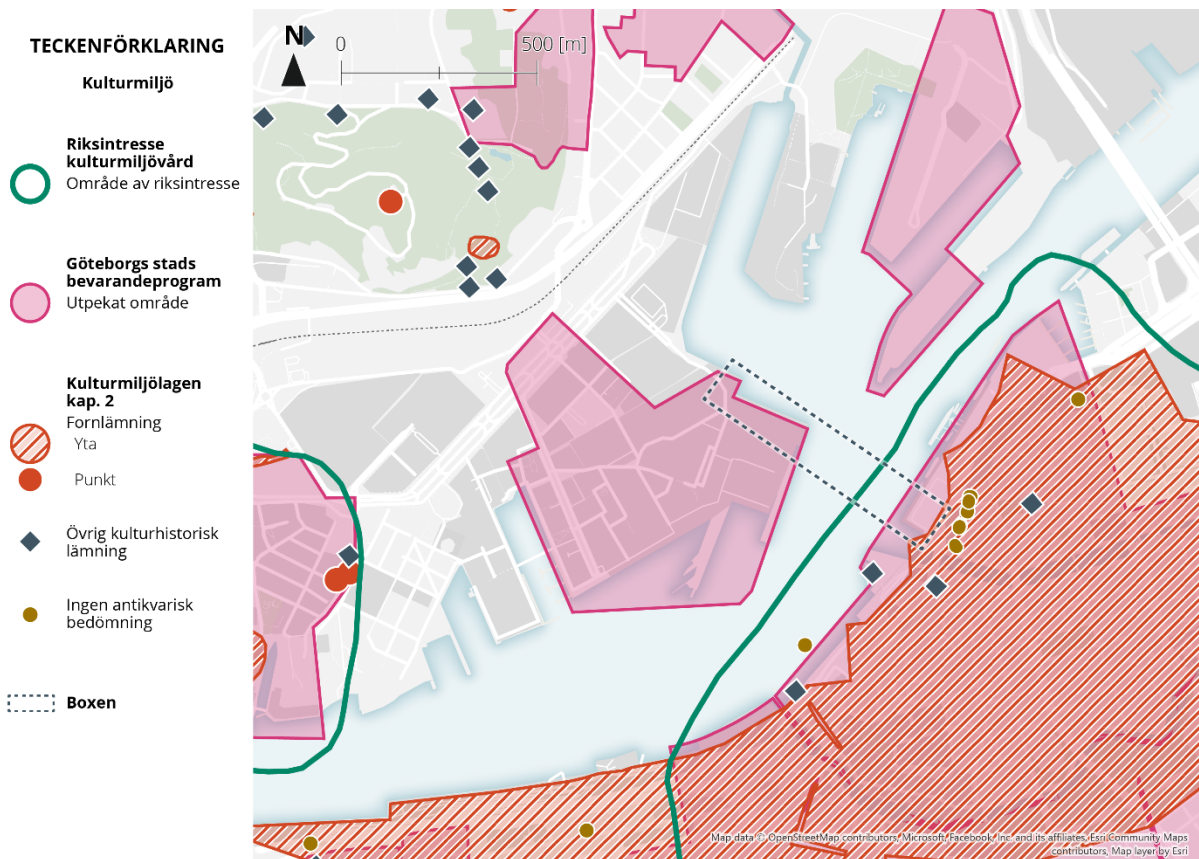 TECKENFÖRKLARING
Kulturmiljö
Riksintresse
kulturmiljövård
Område av riksintresse
Göteborgs stads
bevarandeprogram
Utpekat område
Kulturmiljölagen
kap. 2
Fornlämning
Yta
Punkt
Övrig kulturhistorisk
lämning
Ingen antikvarisk
bedömning
Boxen
N
0
500 [m]
Map data © OpenStreetMap contributors, Microsoft, Facebook, Inc. and its affiliates, Esri Community Maps
contributors, Map layer by Esri